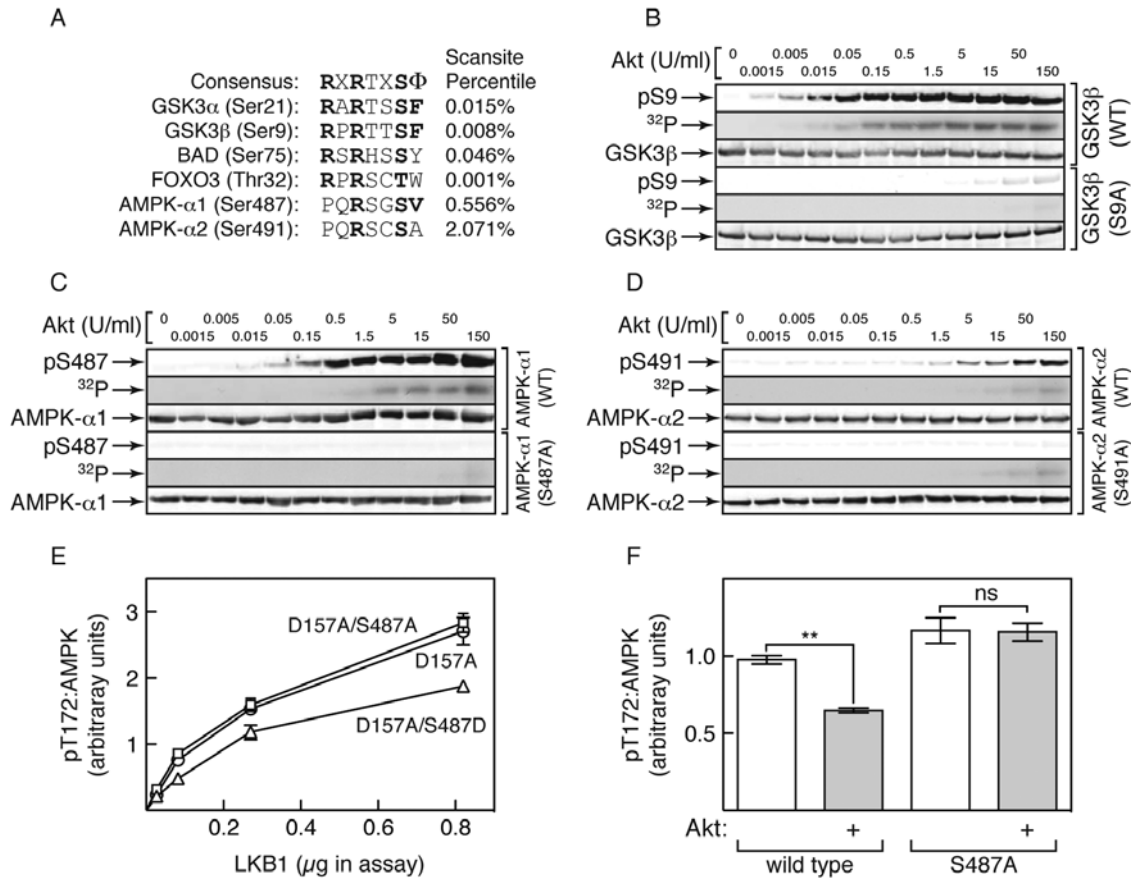 A
Scansite
Consensus: RXRTXSΦ Percentile
GSK3α (Ser21): RARTSSF 0.015%
GSK3β (Ser9): RPRTTSF 0.008%
BAD (Ser75): RSRHSSY 0.046%
FOXO3 (Thr32): RPRSCTW 0.001%
AMPK-α1 (Ser487): PQRSGSV 0.556%
AMPK-α2 (Ser491): PQRSCSA 2.071%
B
Akt (U/ml) 0 0.005 0.05 0.5 5 50
0.0015 0.015 0.15 1.5 15 150
pS9
32P
GSK3β
GSK3β
(WT)
pS9
32P
GSK3β
GSK3β
(S9A)
C
Akt (U/ml) 0 0.005 0.05 0.5 5 50
0.0015 0.015 0.15 1.5 15 150
pS487
32P
AMPK-α1
AMPK-α1
(WT)
pS487
32P
AMPK-α1
AMPK-α1
(S487A)
D
Akt (U/ml) 0 0.005 0.05 0.5 5 50
0.0015 0.015 0.15 1.5 15 150
pS491
32P
AMPK-α2
AMPK-α2
(WT)
pS491
32P
AMPK-α2
AMPK-α2
(S491A)
E
pT172:AMPK
(arbitraray units)
3
2
1
D157A/S487A
D157A
D157A/S487D
0.2 0.4 0.6 0.8
LKB1 (µg in assay)
F
pT172:AMPK
(arbitraray units)
1.0
0.5
**
ns
Akt: + +
wild type S487A